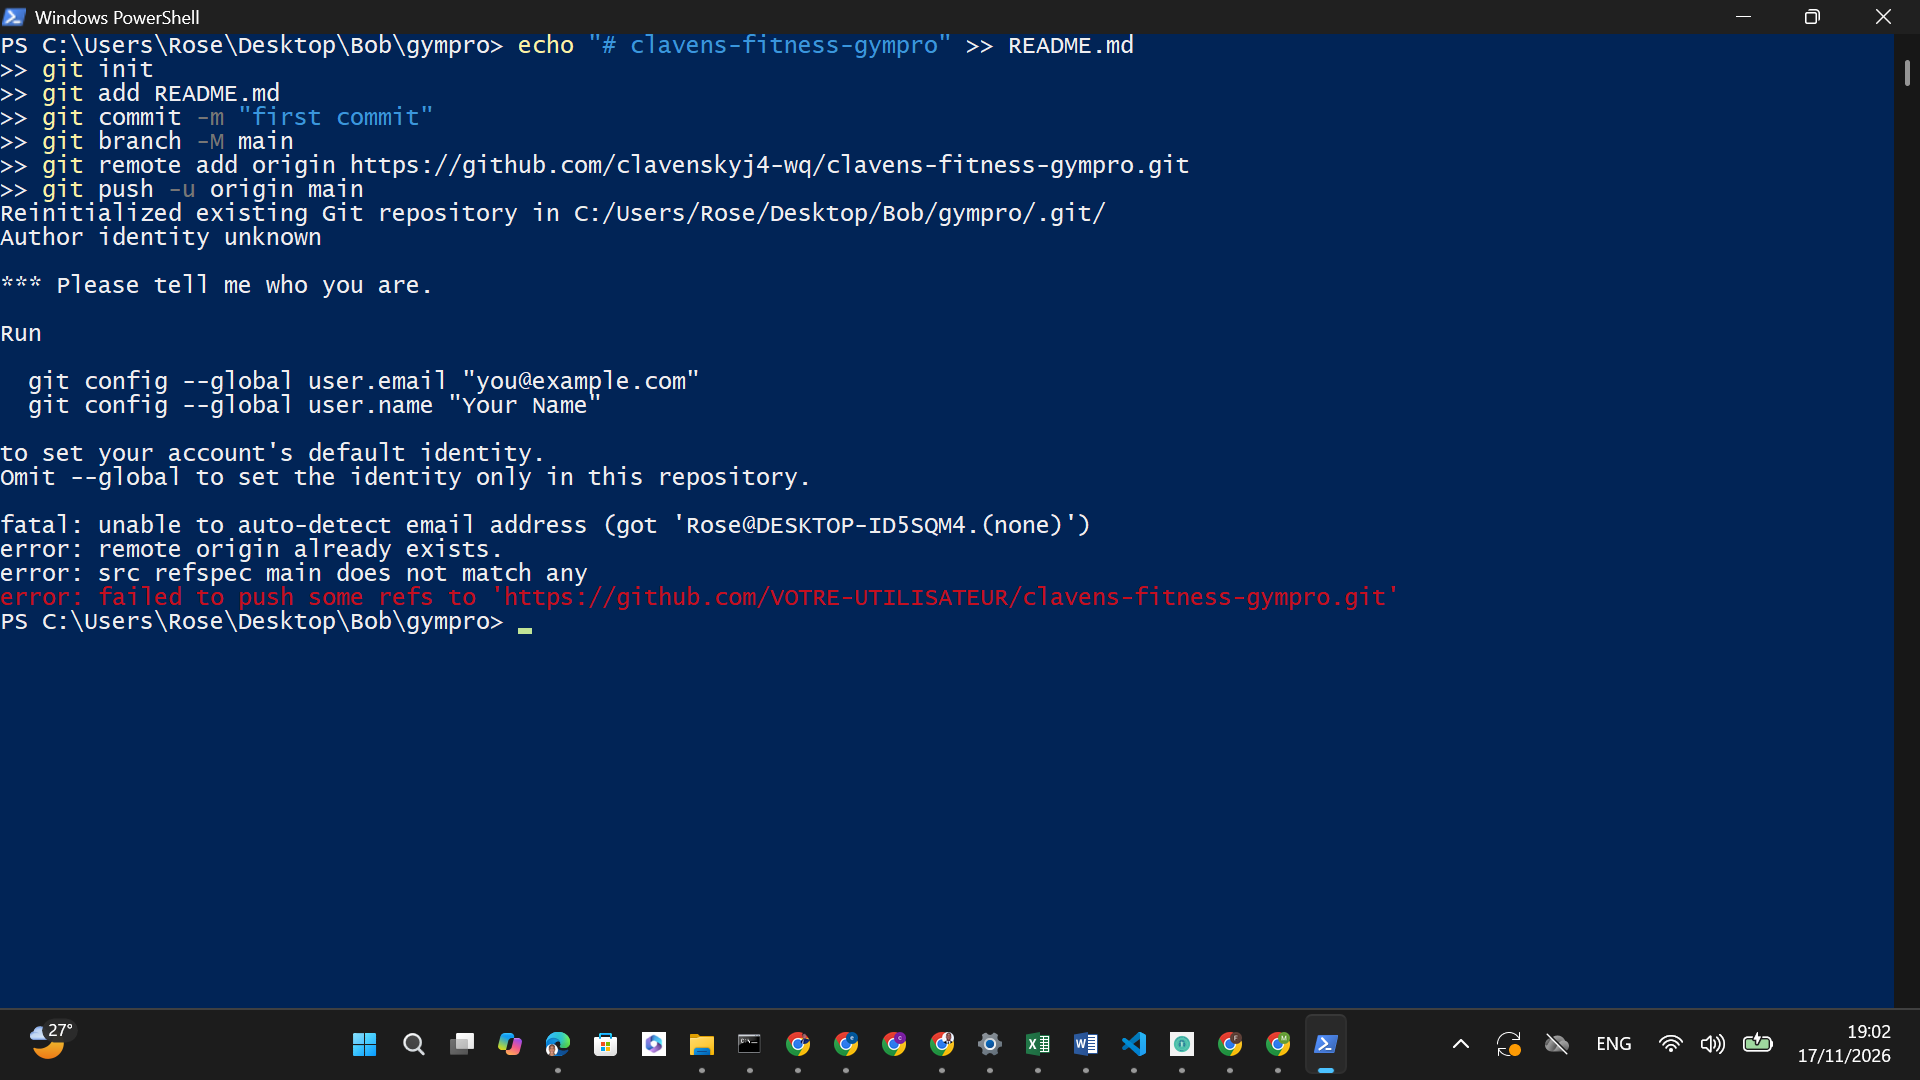 Windows PowerShell
PS C:\Users\Rose\Desktop\Bob\gympro> echo "# clavens-fitness-gympro" >> README.md
>> git init
>> git add README.md
>> git commit -m "first commit"
>> git branch -M main
>> git remote add origin https://github.com/clavenskyj4-wq/clavens-fitness-gympro.git
>> git push -u origin main
Reinitialized existing Git repository in C:/Users/Rose/Desktop/Bob/gympro/.git/
Author identity unknown
*** Please tell me who you are.
Run
git config --global user.email "you@example.com"
git config --global user.name "Your Name"
to set your account's default identity.
Omit --global to set the identity only in this repository.
fatal: unable to auto-detect email address (got 'Rose@DESKTOP-ID5SQM4.(none)')
error: remote origin already exists.
error: src refspec main does not match any
error: failed to push some refs to 'https://github.com/VOTRE-UTILISATEUR/clavens-fitness-gympro.git'
PS C:\Users\Rose\Desktop\Bob\gympro>
27°
ENG
19:02
17/11/2026